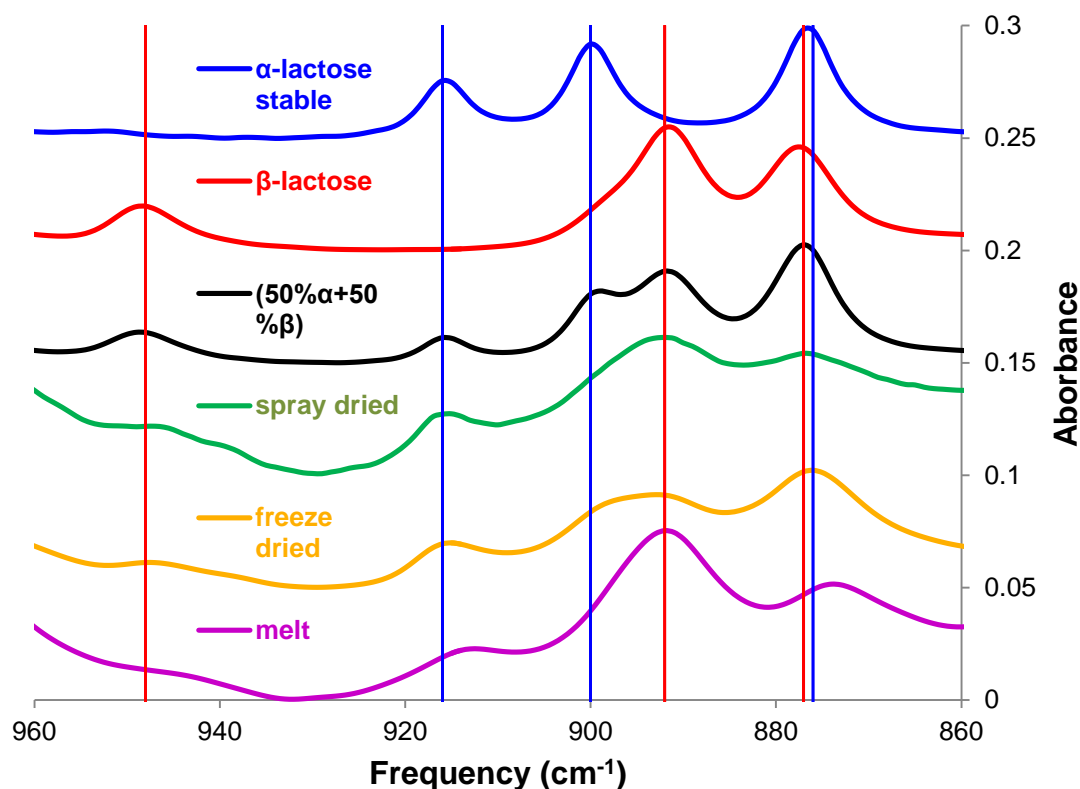 α-lactose
stable
β-lactose
(50%α+50
%β)
spray dried
freeze
dried
melt
0.3
0.25
0.2
0.15
0.1
0.05
0
Aborbance
960
940
920
900
880
860
Frequency (cm⁻¹)